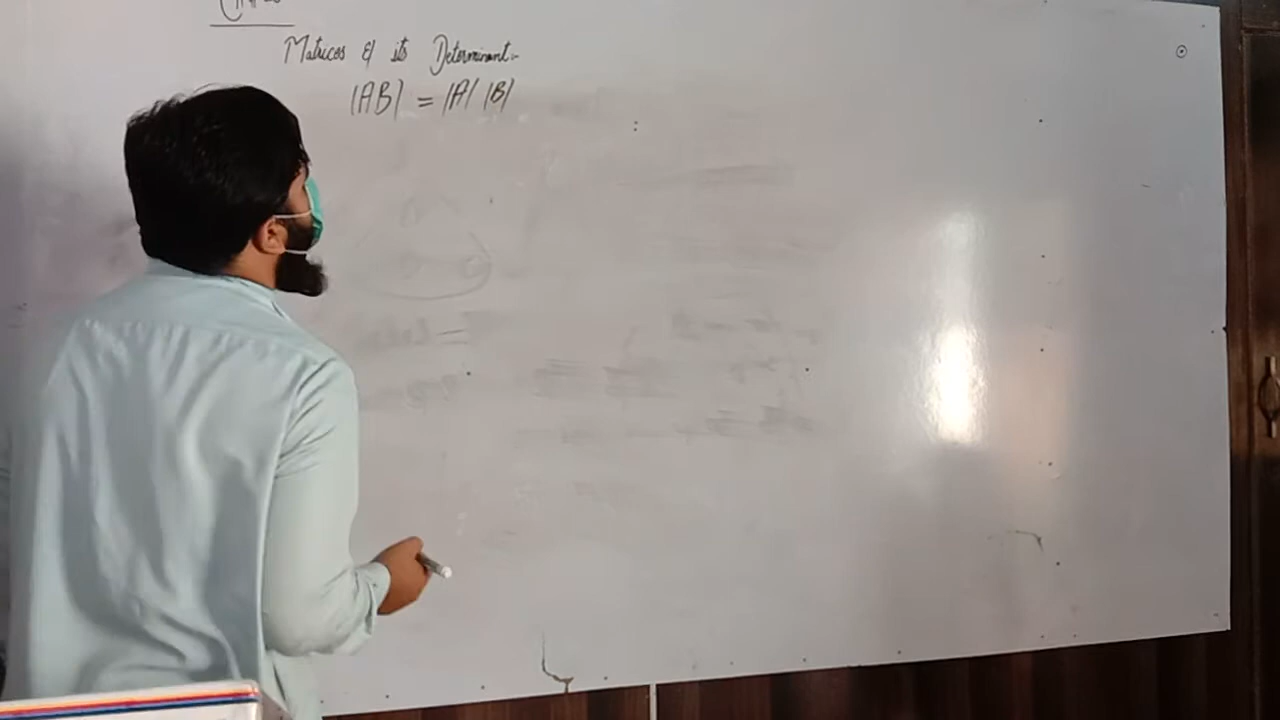 Matrices & its Determinant:-
|AB| = |A| |B|